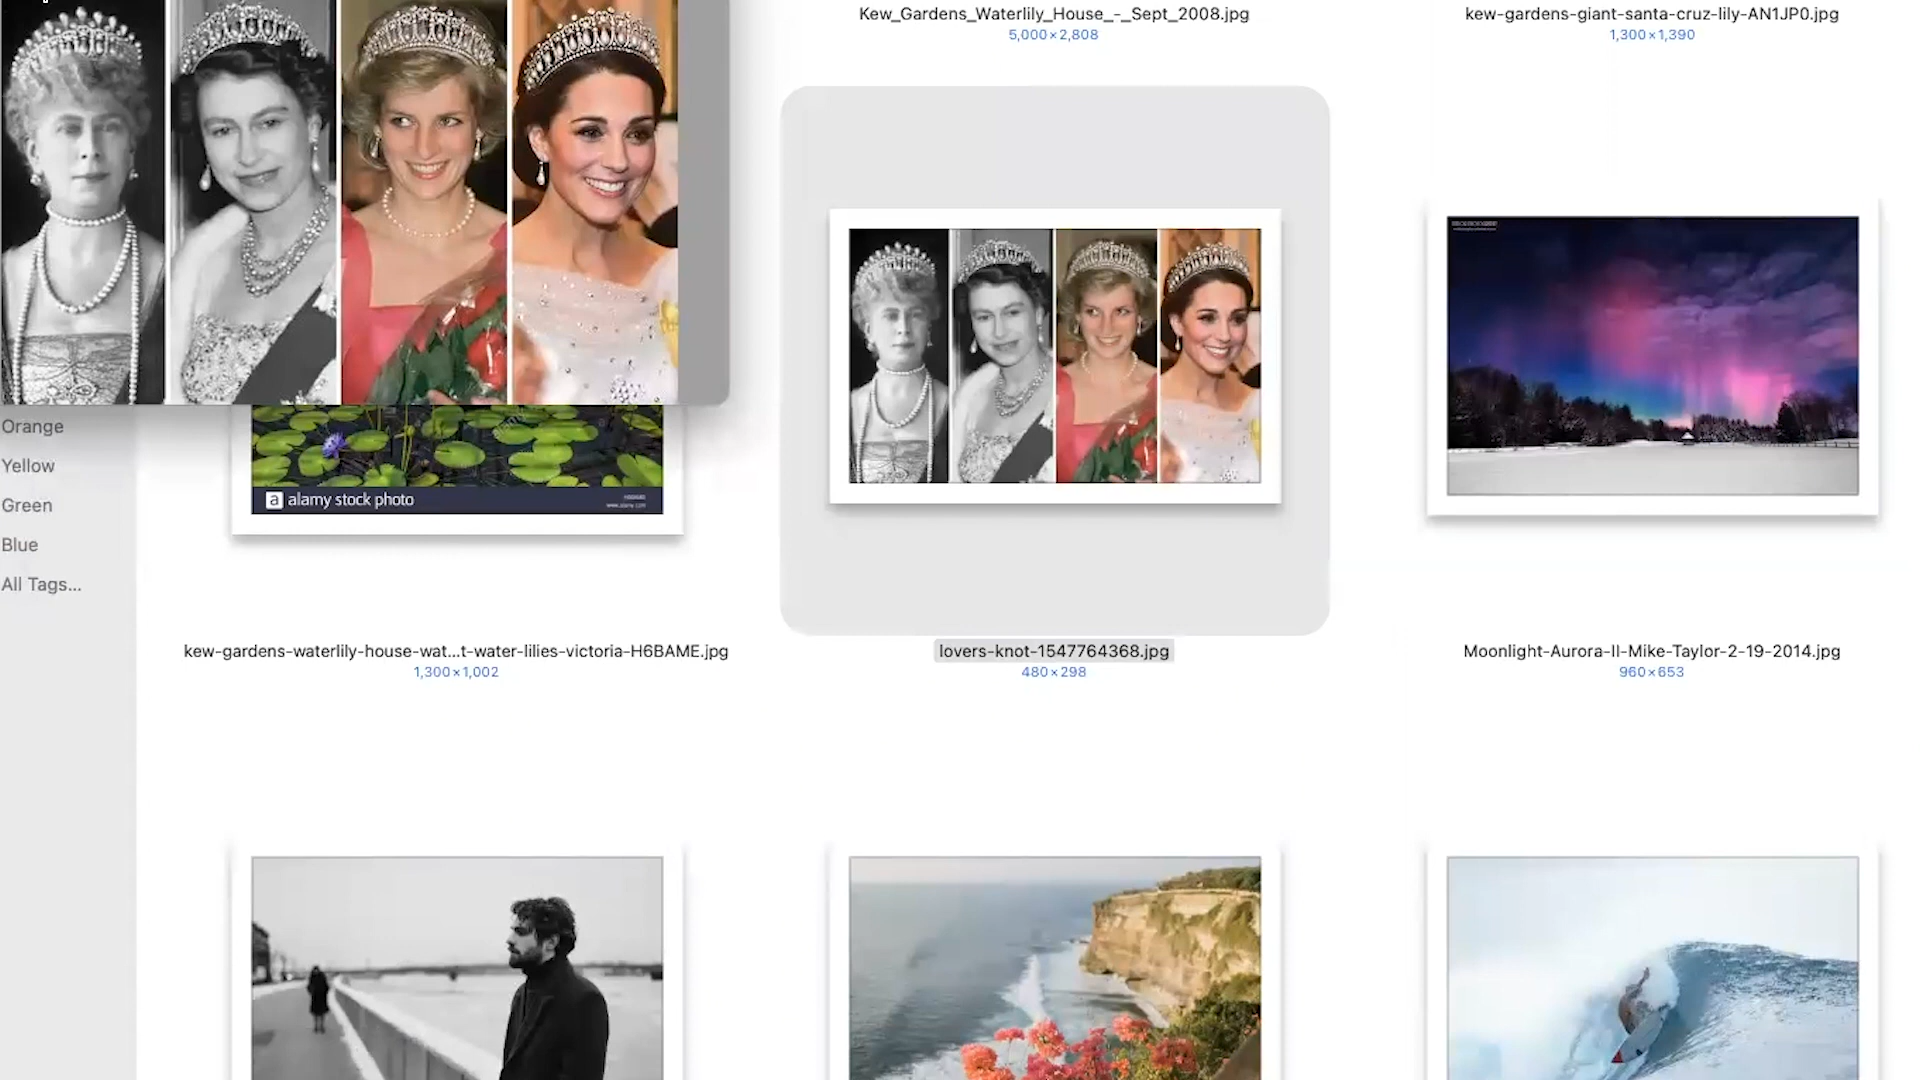 Kew_Gardens_Waterlily_House_-_Sept_2008.jpg
5,000×2,808
kew-gardens-giant-santa-cruz-lily-AN1JP0.jpg
1,300×1,390
Orange
Yellow
Green
Blue
All Tags...
a alamy stock photo
kew-gardens-waterlily-house-wat...t-water-lilies-victoria-H6BAME.jpg
1,300×1,002
lovers-knot-1547764368.jpg
480×298
Moonlight-Aurora-II-Mike-Taylor-2-19-2014.jpg
960×653